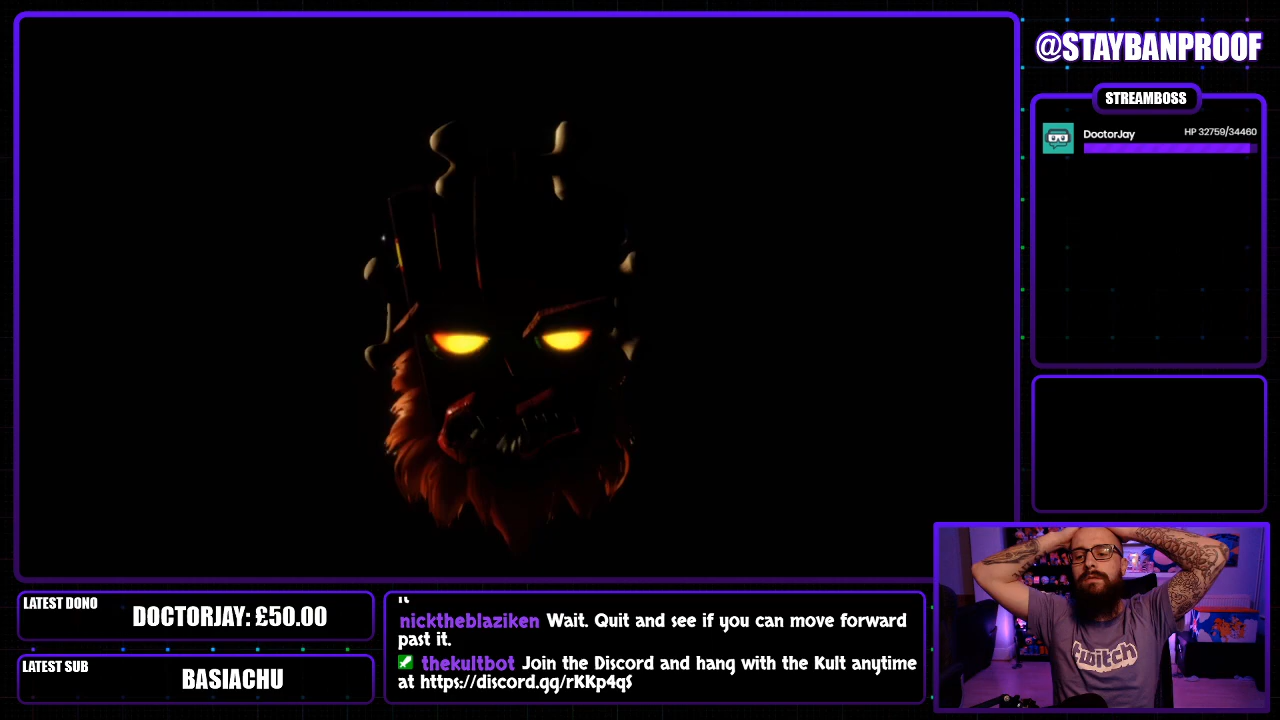 @STAYBANPROOF
STREAMBOSS
DoctorJay HP 32759/34460
LATEST DONO
DOCTORJAY: £50.00
LATEST SUB
BASIACHU
nicktheblaziken Wait. Quit and see if you can move forward
past it.
thekultbot Join the Discord and hang with the Kult anytime
at https://discord.gg/rKKp4qS
twitch